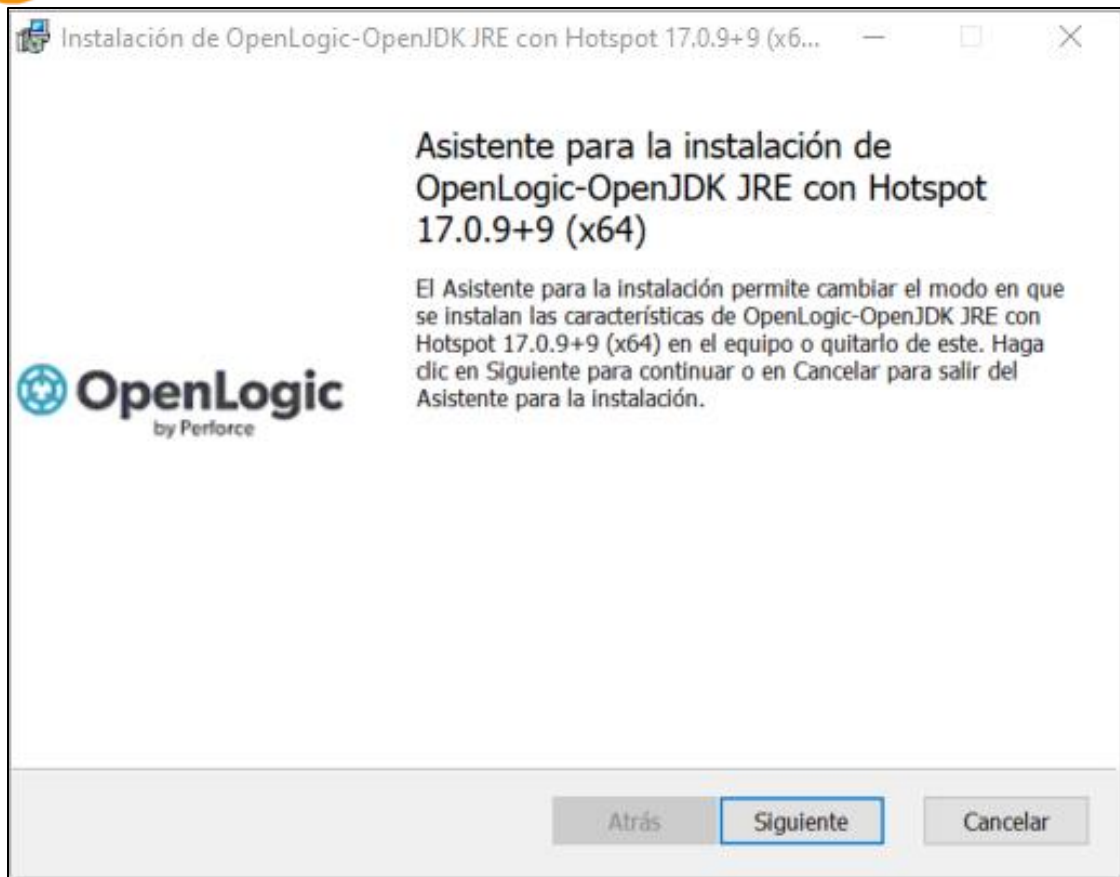 Instalación de OpenLogic-OpenJDK JRE con Hotspot 17.0.9+9 (x6...
Asistente para la instalación de
OpenLogic-OpenJDK JRE con Hotspot
17.0.9+9 (x64)
El Asistente para la instalación permite cambiar el modo en que
se instalan las características de OpenLogic-OpenJDK JRE con
Hotspot 17.0.9+9 (x64) en el equipo o quitarlo de este. Haga
clic en Siguiente para continuar o en Cancelar para salir del
Asistente para la instalación.
OpenLogic
by Perforce
Atrás
Siguiente
Cancelar